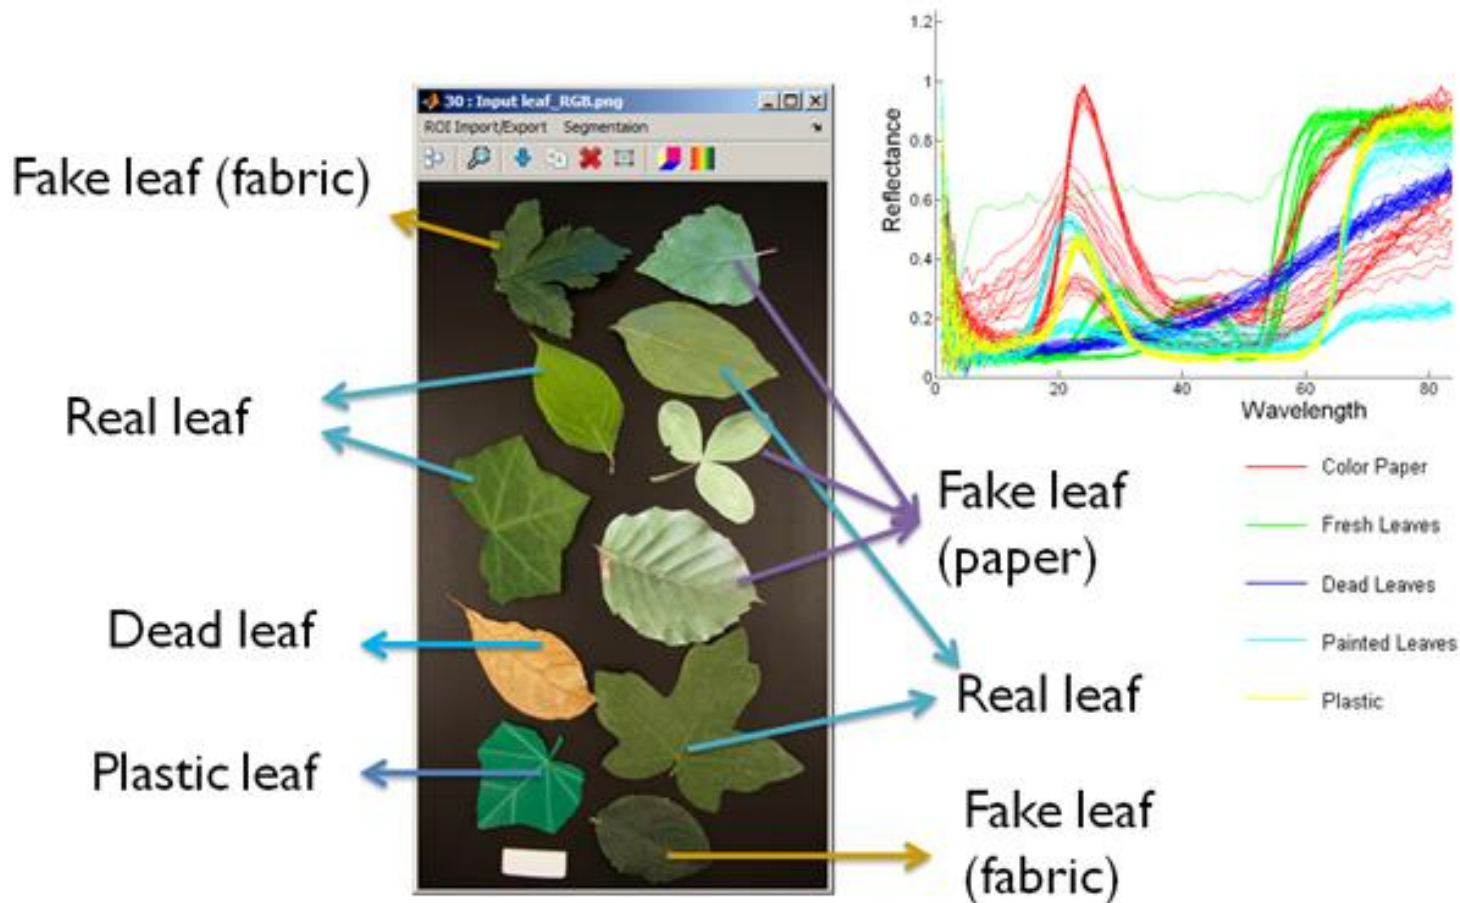 30 : Input leaf_RGB.png
ROI Import/Export Segmentaion
Fake leaf (fabric)
Real leaf
Dead leaf
Plastic leaf
Fake leaf
(paper)
Real leaf
Fake leaf
(fabric)
Reflectance
1.2
1
0.8
0.6
0.4
0.2
0
0 20 40 60 80
Wavelength
Color Paper
Fresh Leaves
Dead Leaves
Painted Leaves
Plastic